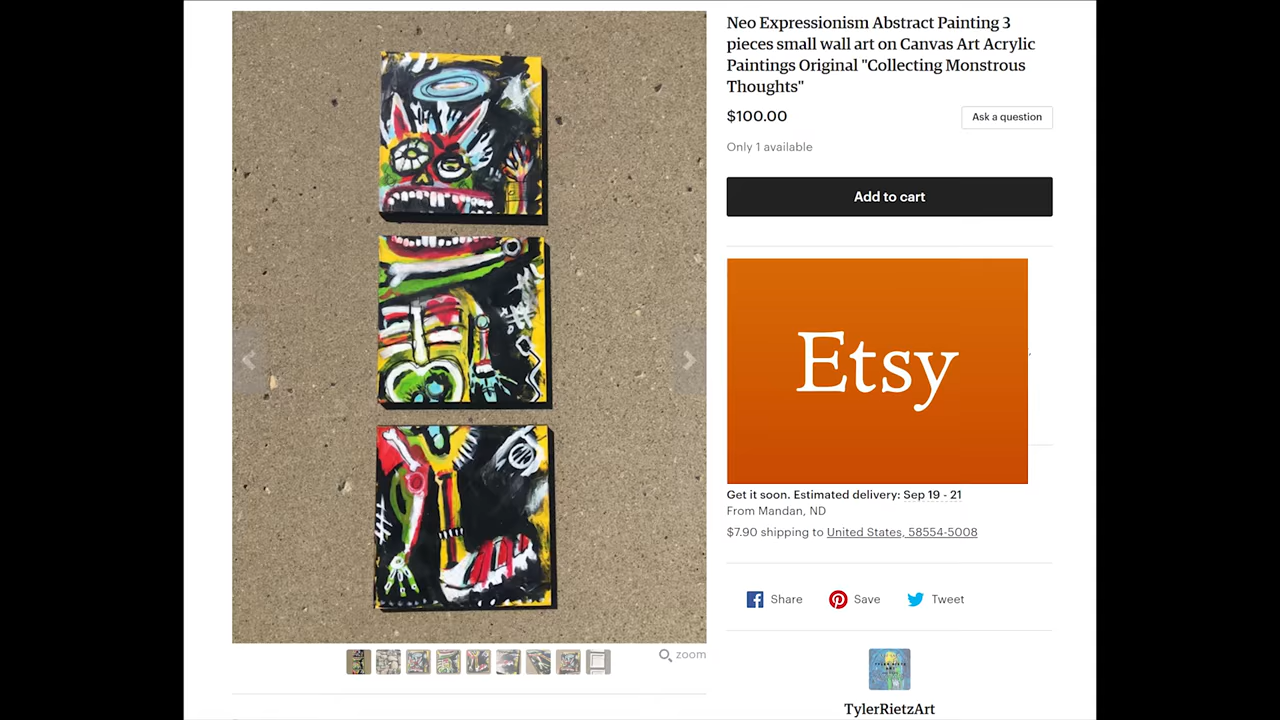 Neo Expressionism Abstract Painting 3
pieces small wall art on Canvas Art Acrylic
Paintings Original "Collecting Monstrous
Thoughts"
$100.00
Ask a question
Only 1 available
Add to cart
Etsy
Get it soon. Estimated delivery: Sep 19 - 21
From Mandan, ND
$7.90 shipping to United States, 58554-5008
Share
Save
Tweet
zoom
TylerRietzArt